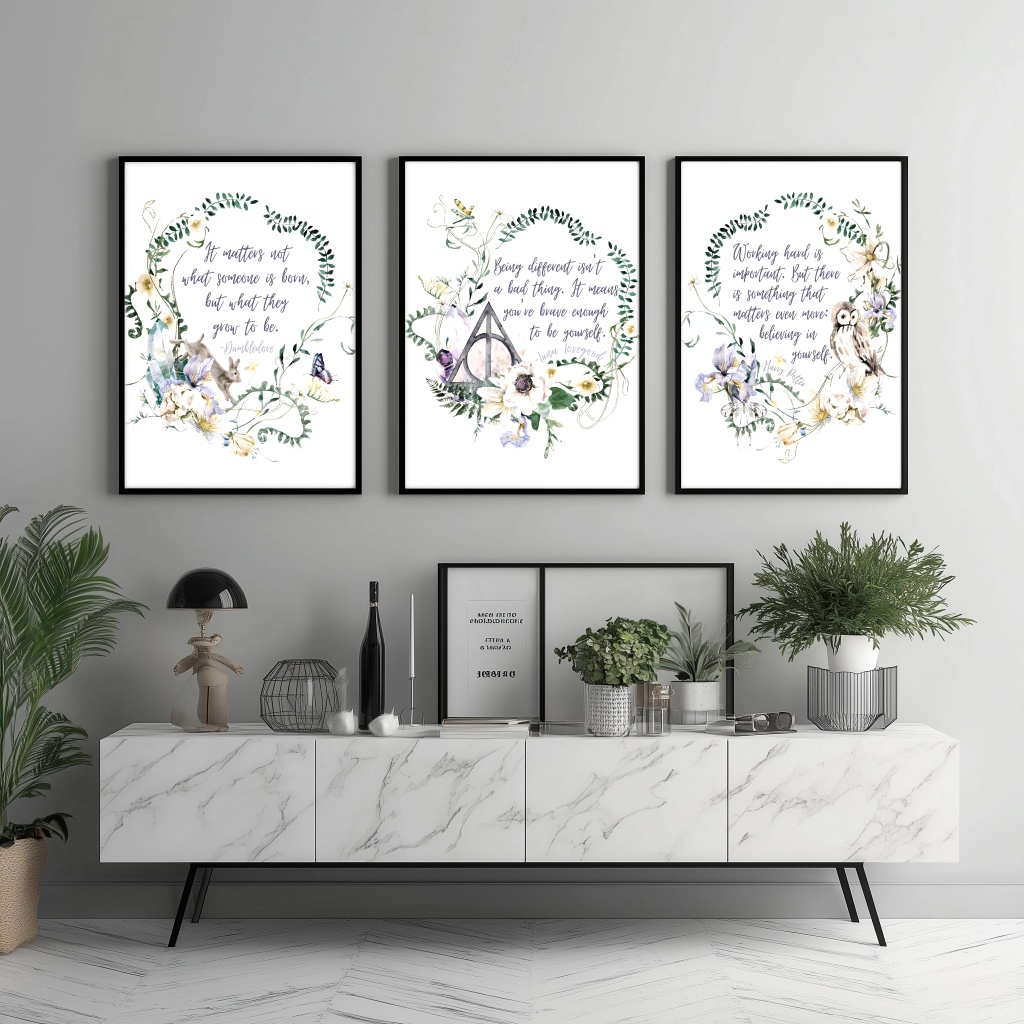 It matters not
what someone is born,
but what they
grow to be.
-Dumbledore
Being different isn't
a bad thing. It means
you've brave enough
to be yourself.
-luna lovegood
Working hard is
important. But there
is something that
matters even more:
believing in
yourself.
-Harry Potter